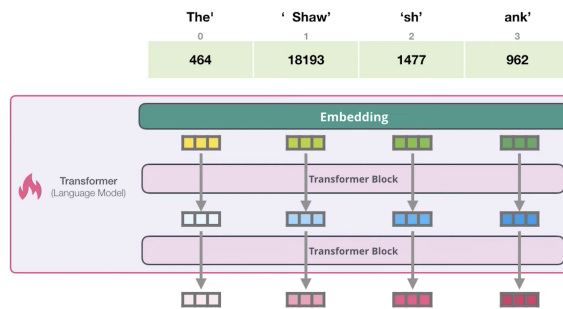 The' ‘ Shaw’ ‘sh’ ank’
0 1 2 3
464 18193 1477 962
Embedding
Transformer Block
Transformer
(Language Model)
Transformer Block